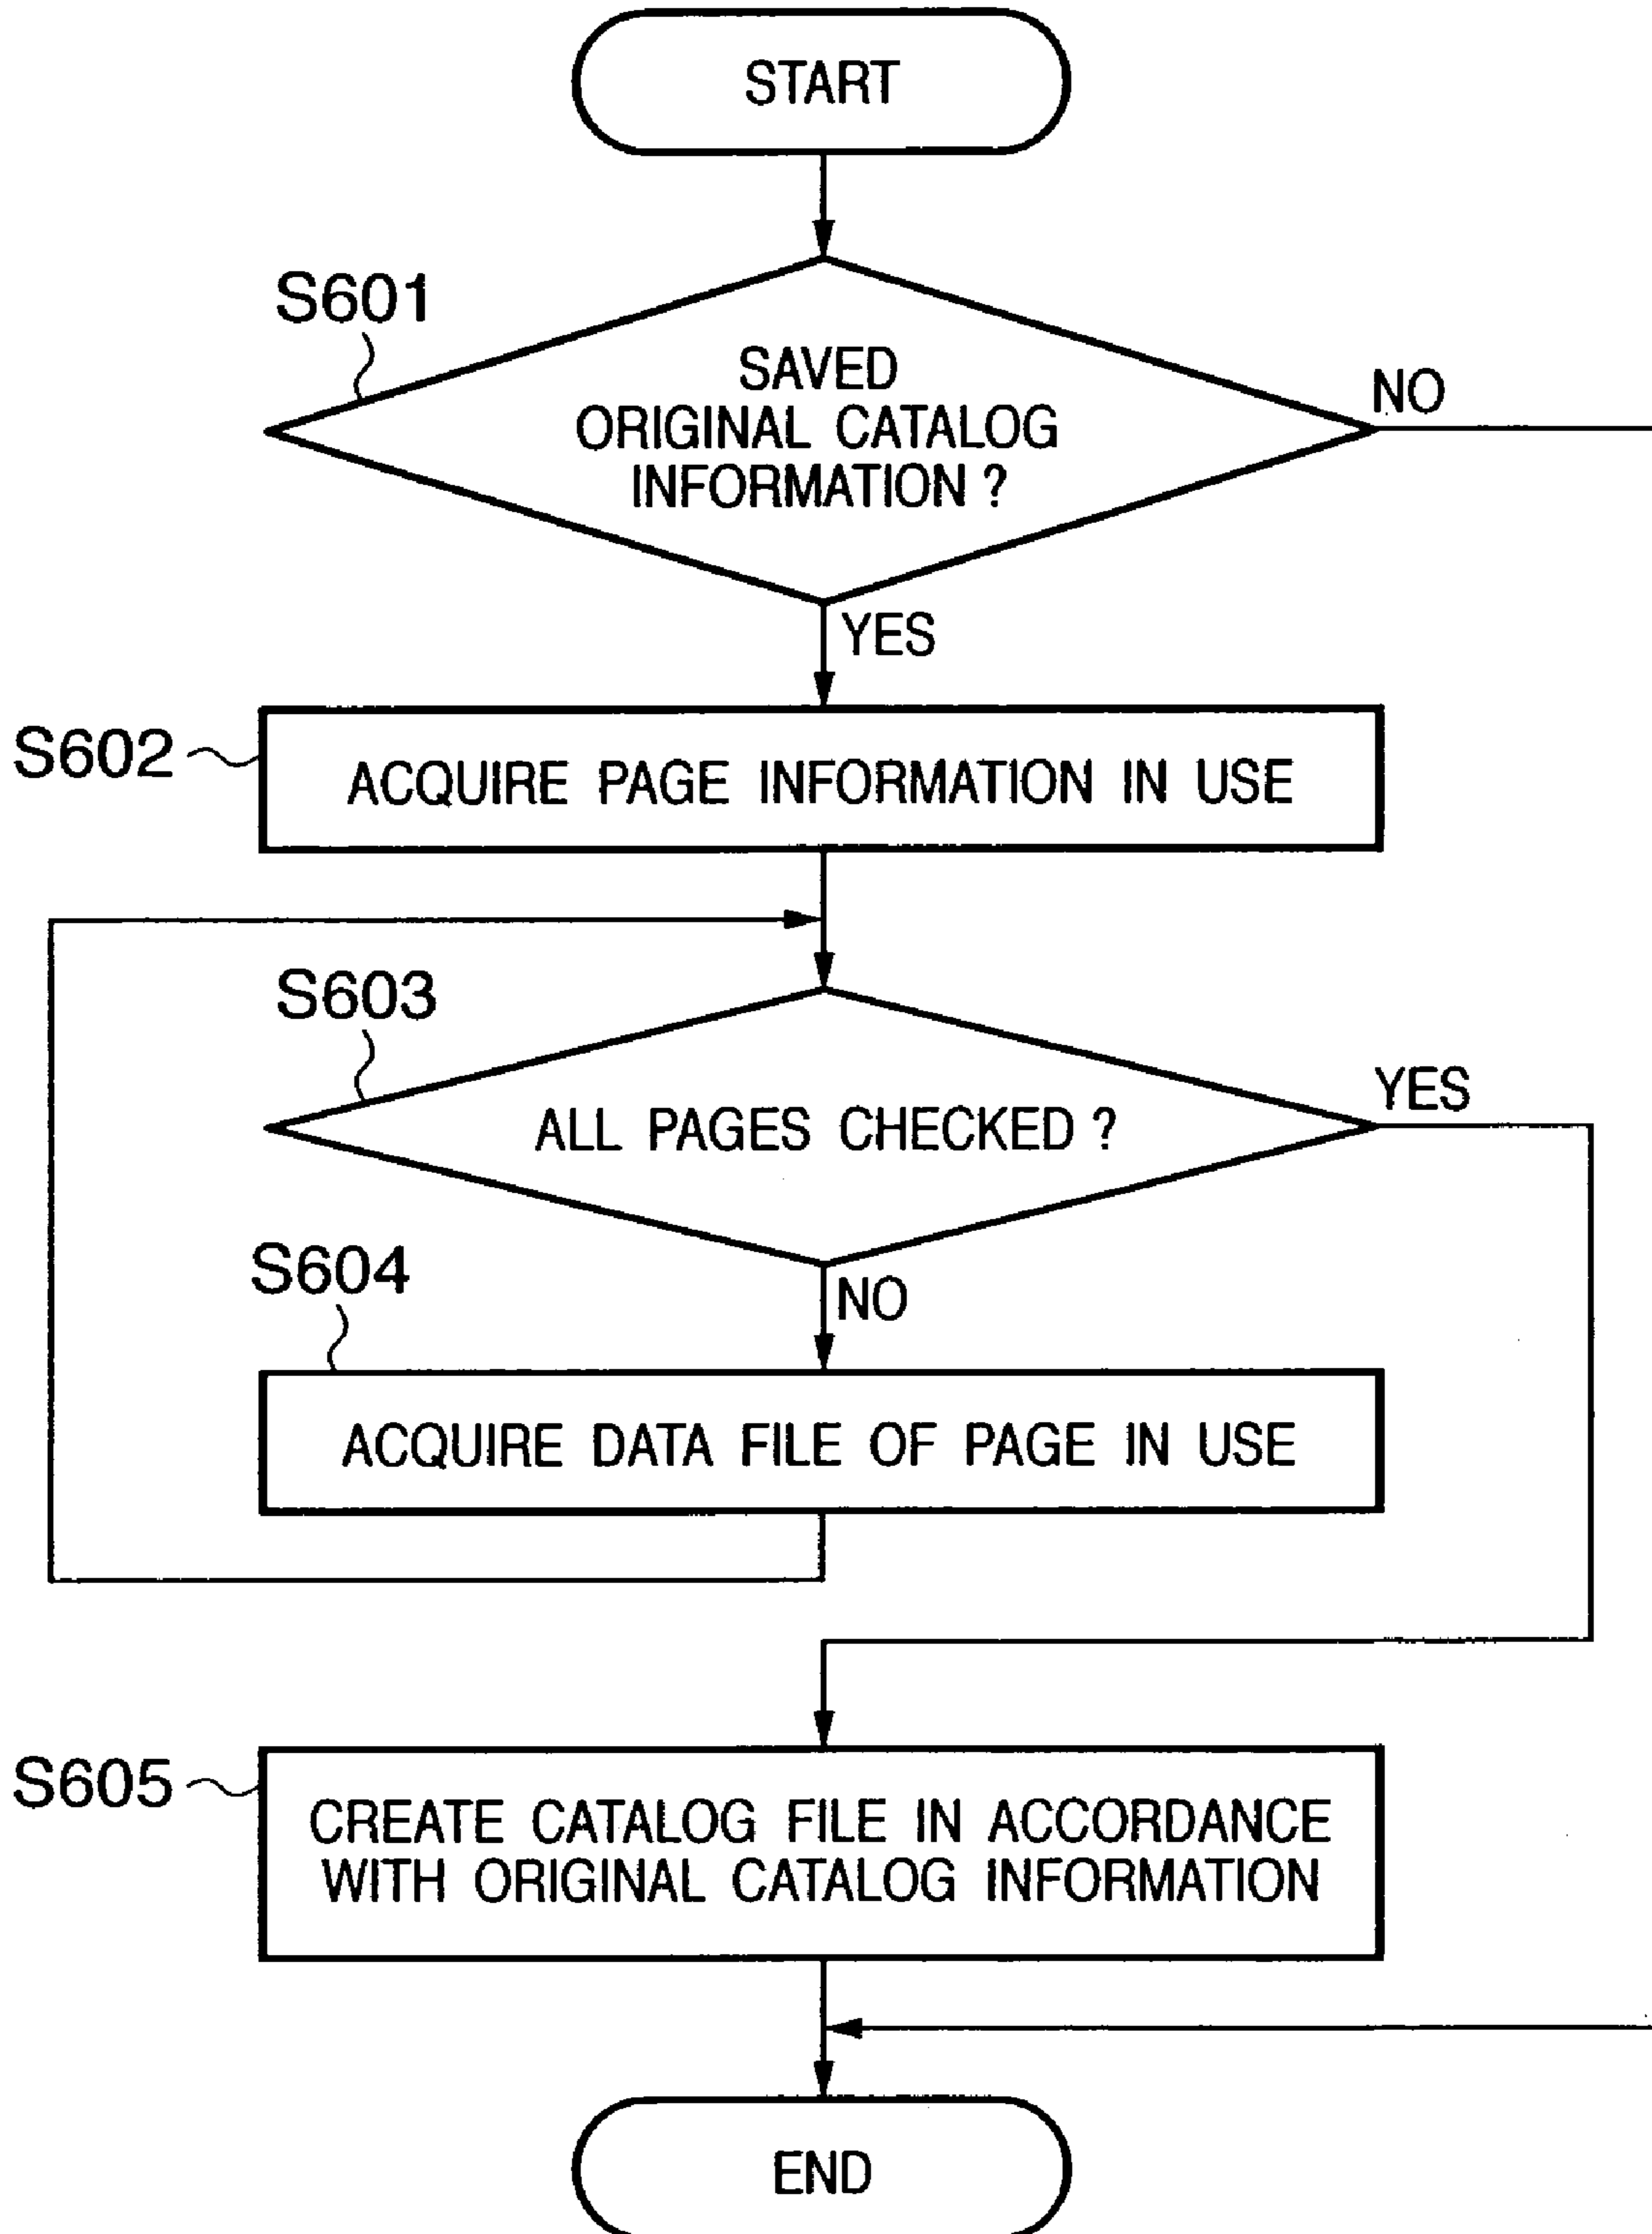 START
S601
SAVED
ORIGINAL CATALOG
INFORMATION ?
NO
YES
S602
ACQUIRE PAGE INFORMATION IN USE
S603
ALL PAGES CHECKED ?
YES
NO
S604
ACQUIRE DATA FILE OF PAGE IN USE
S605
CREATE CATALOG FILE IN ACCORDANCE
WITH ORIGINAL CATALOG INFORMATION
END